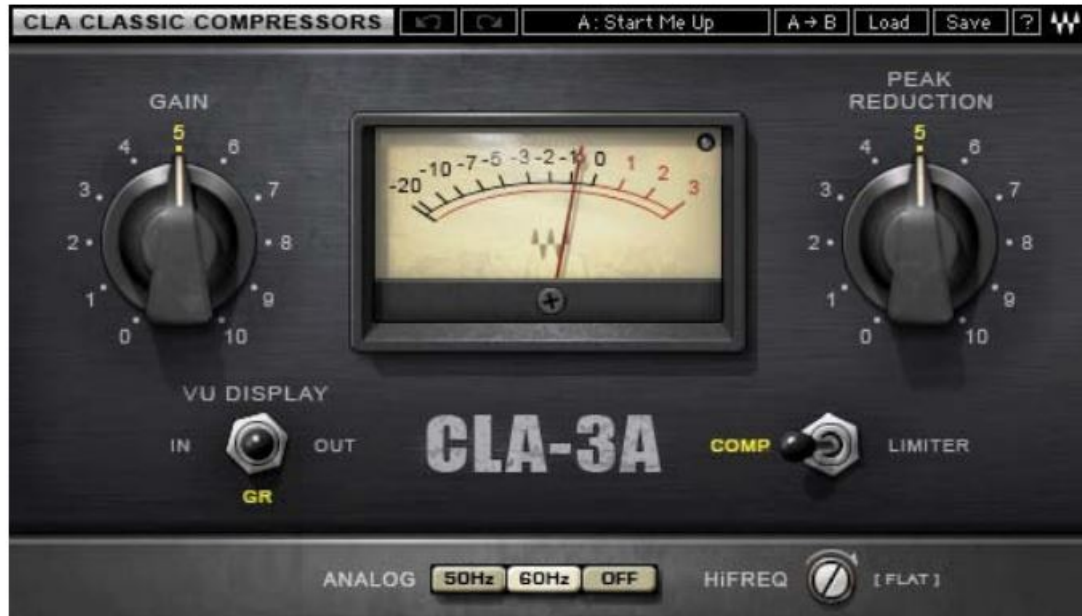 CLA CLASSIC COMPRESSORS A: Start Me Up A→B Load Save ?
GAIN
0 1 2 3 4 5 6 7 8 9 10
-20 -10 -7 -5 -3 -2 -1 0 1 2 3
PEAK
REDUCTION
0 1 2 3 4 5 6 7 8 9 10
VU DISPLAY
IN OUT
GR
CLA-3A
COMP LIMITER
ANALOG 50Hz 60Hz OFF HiFREQ [ FLAT ]